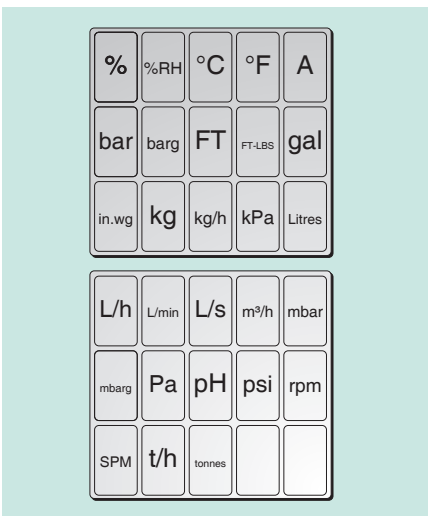 % %RH °C °F A
bar barg FT FT-LBS gal
in.wg kg kg/h kPa Litres
L/h L/min L/s m³/h mbar
mbarg Pa pH psi rpm
SPM t/h tonnes